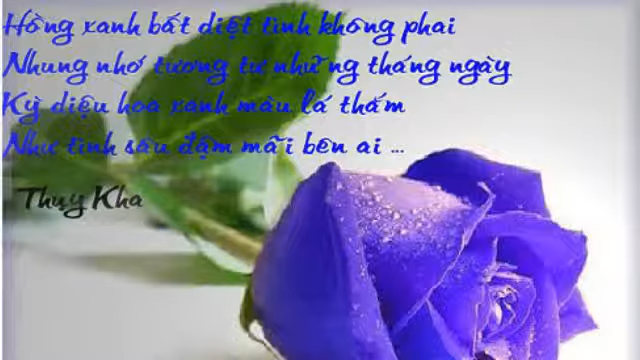 Hồng xanh bất diệt tình không phai
Nhung nhớ tương tư những tháng ngày
Kỳ diệu hoa xanh màu lá thắm
Như tình sâu đậm mãi bên ai ...
Thụy Kha